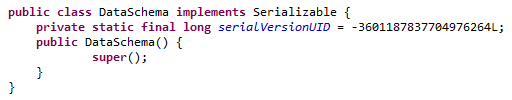 public class DataSchema implements Serializable {
    private static final long serialVersionUID = -3601187837704976264L;
    public DataSchema() {
            super();
    }
}